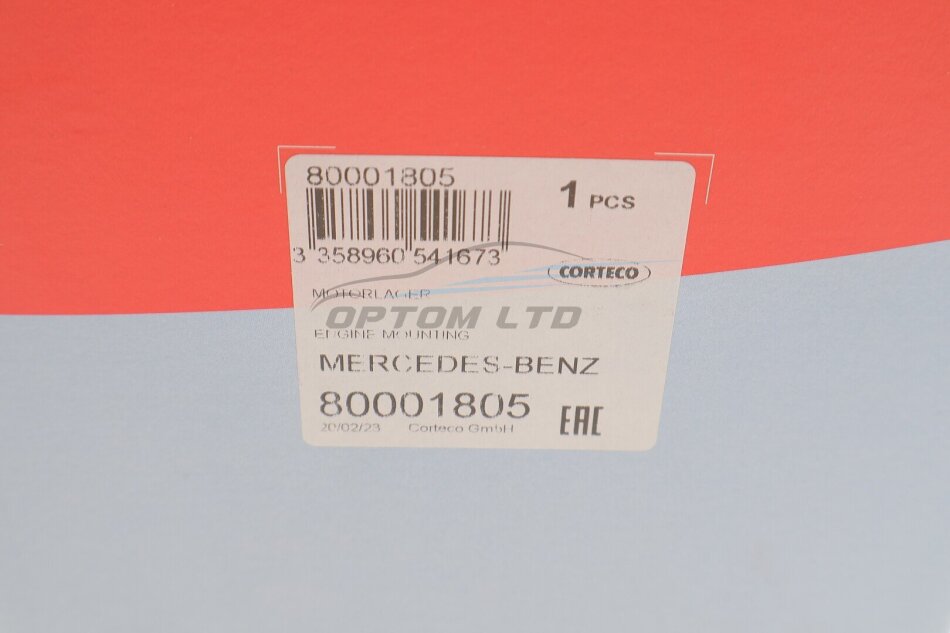 80001805
1 PCS
3 358960 541673
CORTECO
MOTORLAGER
OPTOM LTD
ENGINE MOUNTING
MERCEDES-BENZ
80001805
EAC
20/02/23 Corteco GmbH